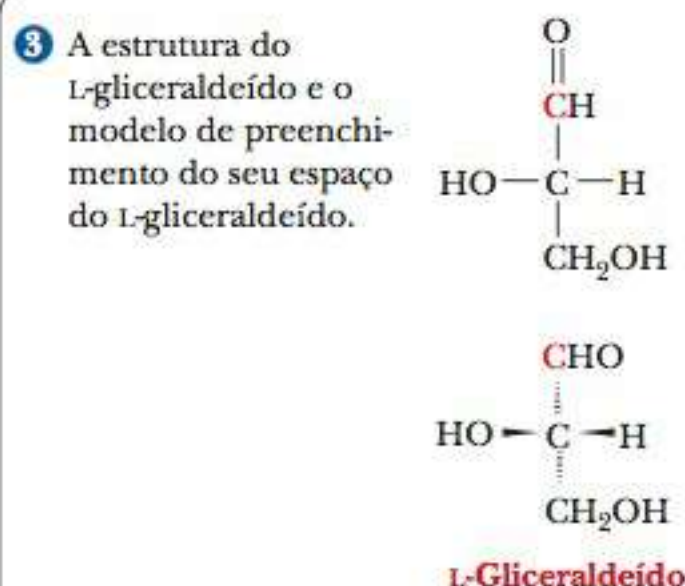 3 A estrutura do
L-gliceraldeído e o
modelo de preenchi-
mento do seu espaço
do L-gliceraldeído.
O
CH
HO—C—H
CH₂OH
CHO
HO C H
CH₂OH
L-Gliceraldeído